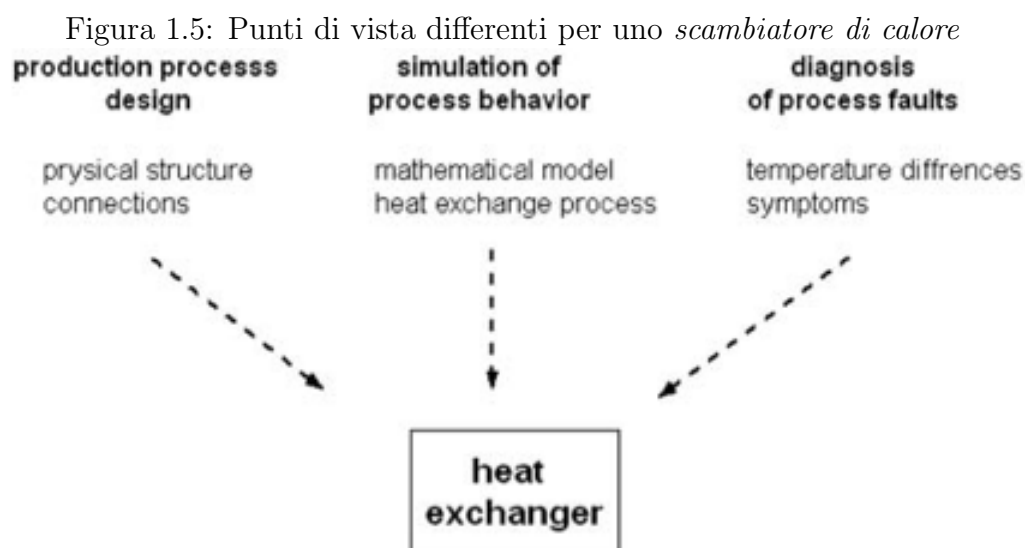 Figura 1.5: Punti di vista differenti per uno scambiatore di calore
production processs
design
prysical structure
connections
simulation of
process behavior
mathematical model
heat exchange process
diagnosis
of process faults
temperature diffrences
symptoms
heat
exchanger